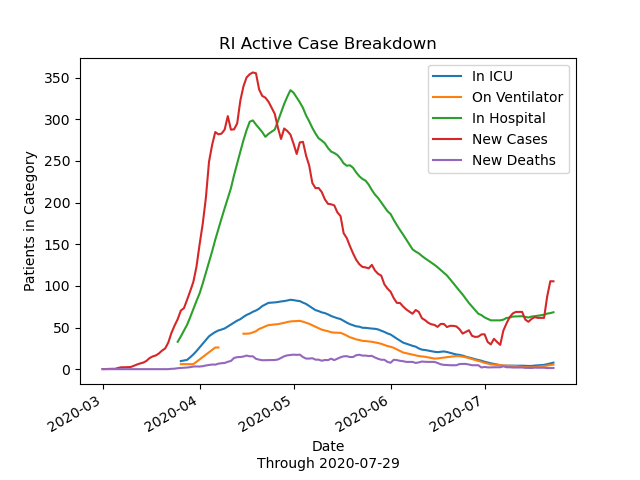 RI Active Case Breakdown
In ICU
On Ventilator
In Hospital
New Cases
New Deaths
Patients in Category
350
300
250
200
150
100
50
0
2020-03
2020-04
2020-05
2020-06
2020-07
Date
Through 2020-07-29